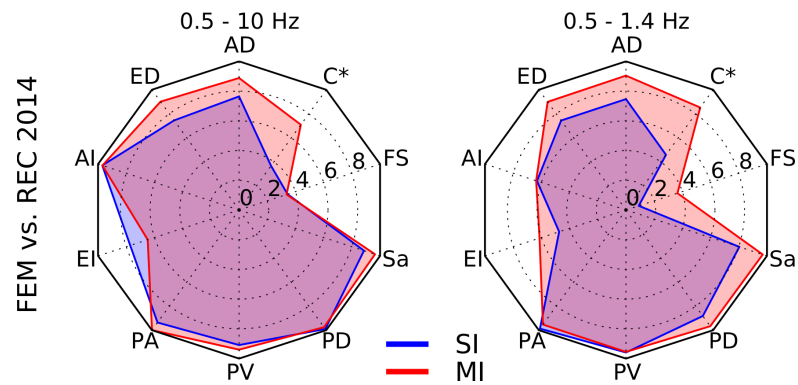 FEM vs. REC 2014
0.5 - 10 Hz
AD
ED
C*
AI
FS
EI
Sa
PA
PD
PV
0
2
4
6
8
0.5 - 1.4 Hz
AD
ED
C*
AI
FS
EI
Sa
PA
PD
PV
0
2
4
6
8
SI
MI